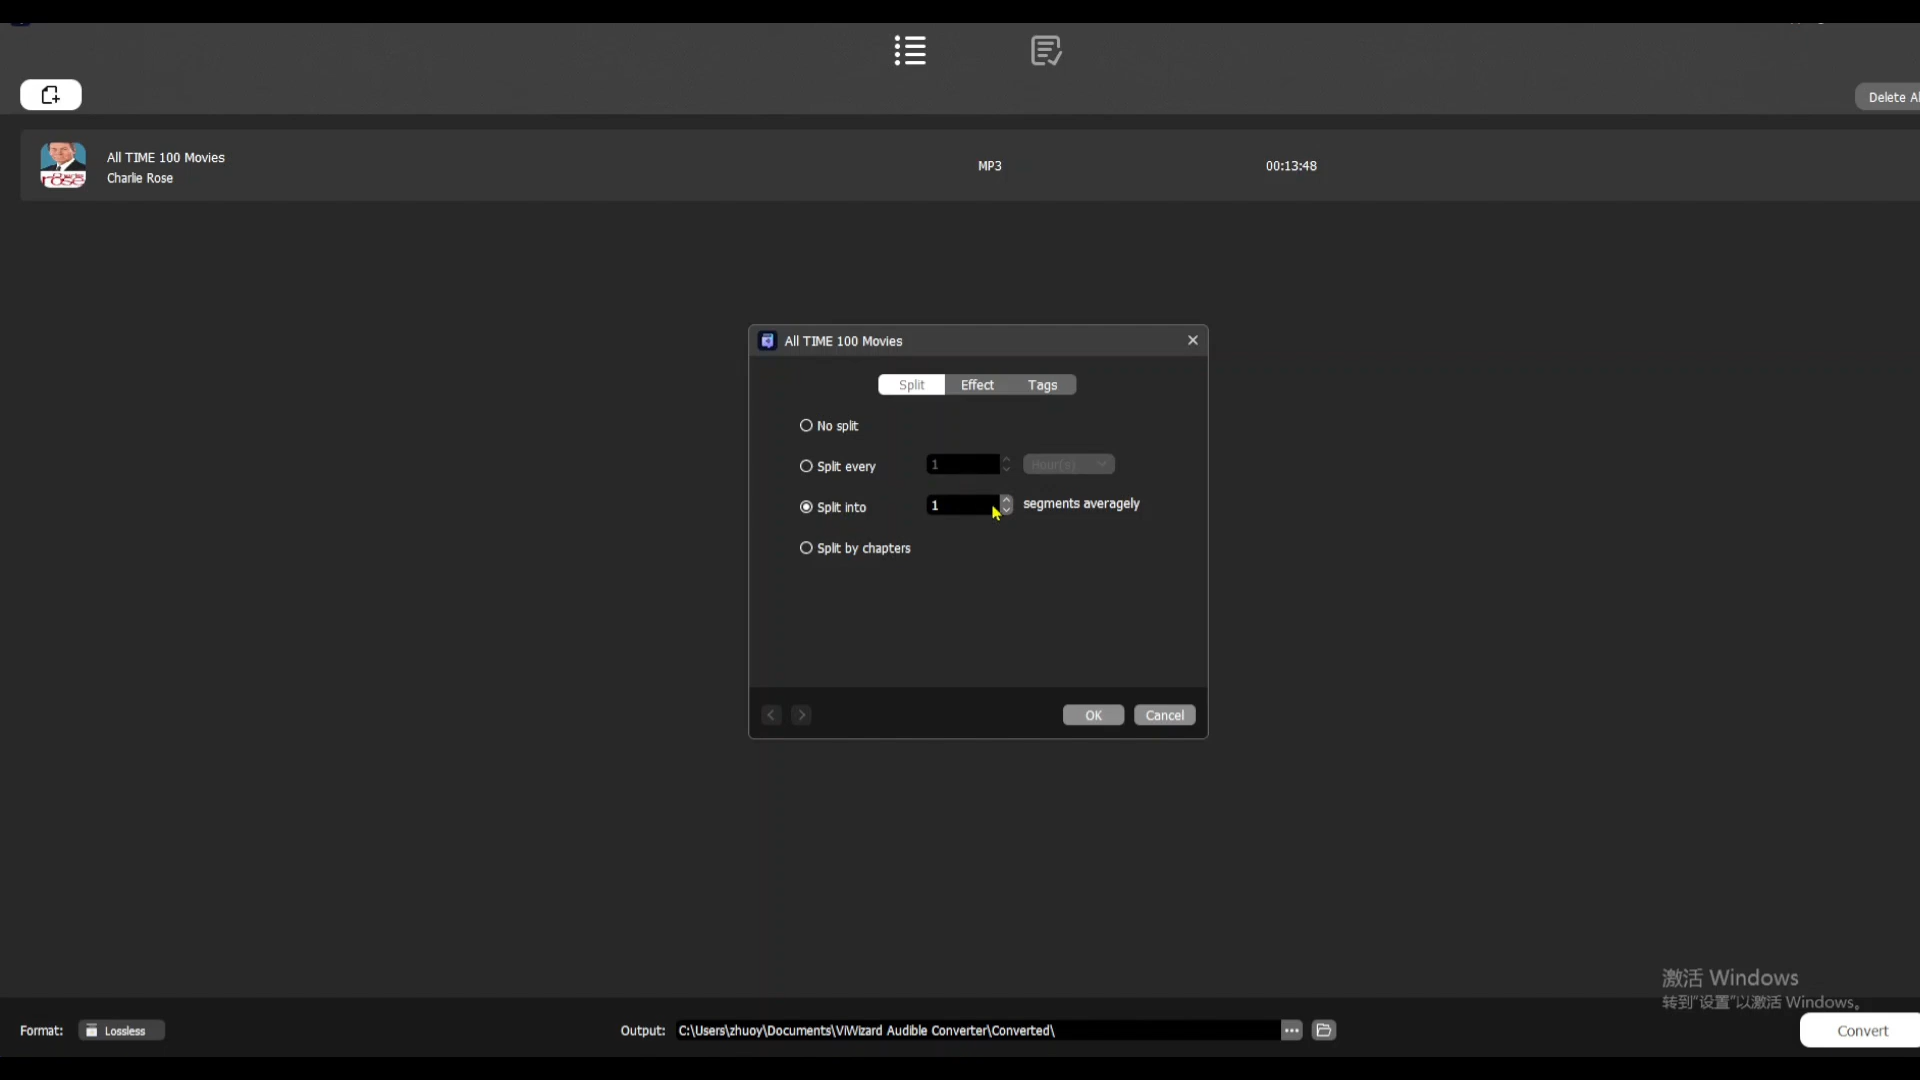 Delete Al
All TIME 100 Movies
Charlie Rose
MP3
00:13:48
rose
All TIME 100 Movies
Split
Effect
Tags
No split
Split every
1
Hour(s)
Split into
1
segments averagely
Split by chapters
OK
Cancel
激活 Windows
转到"设置"以激活 Windows。
Format:
Lossless
Output:
C:\Users\zhuoy\Documents\ViWizard Audible Converter\Converted\
Convert